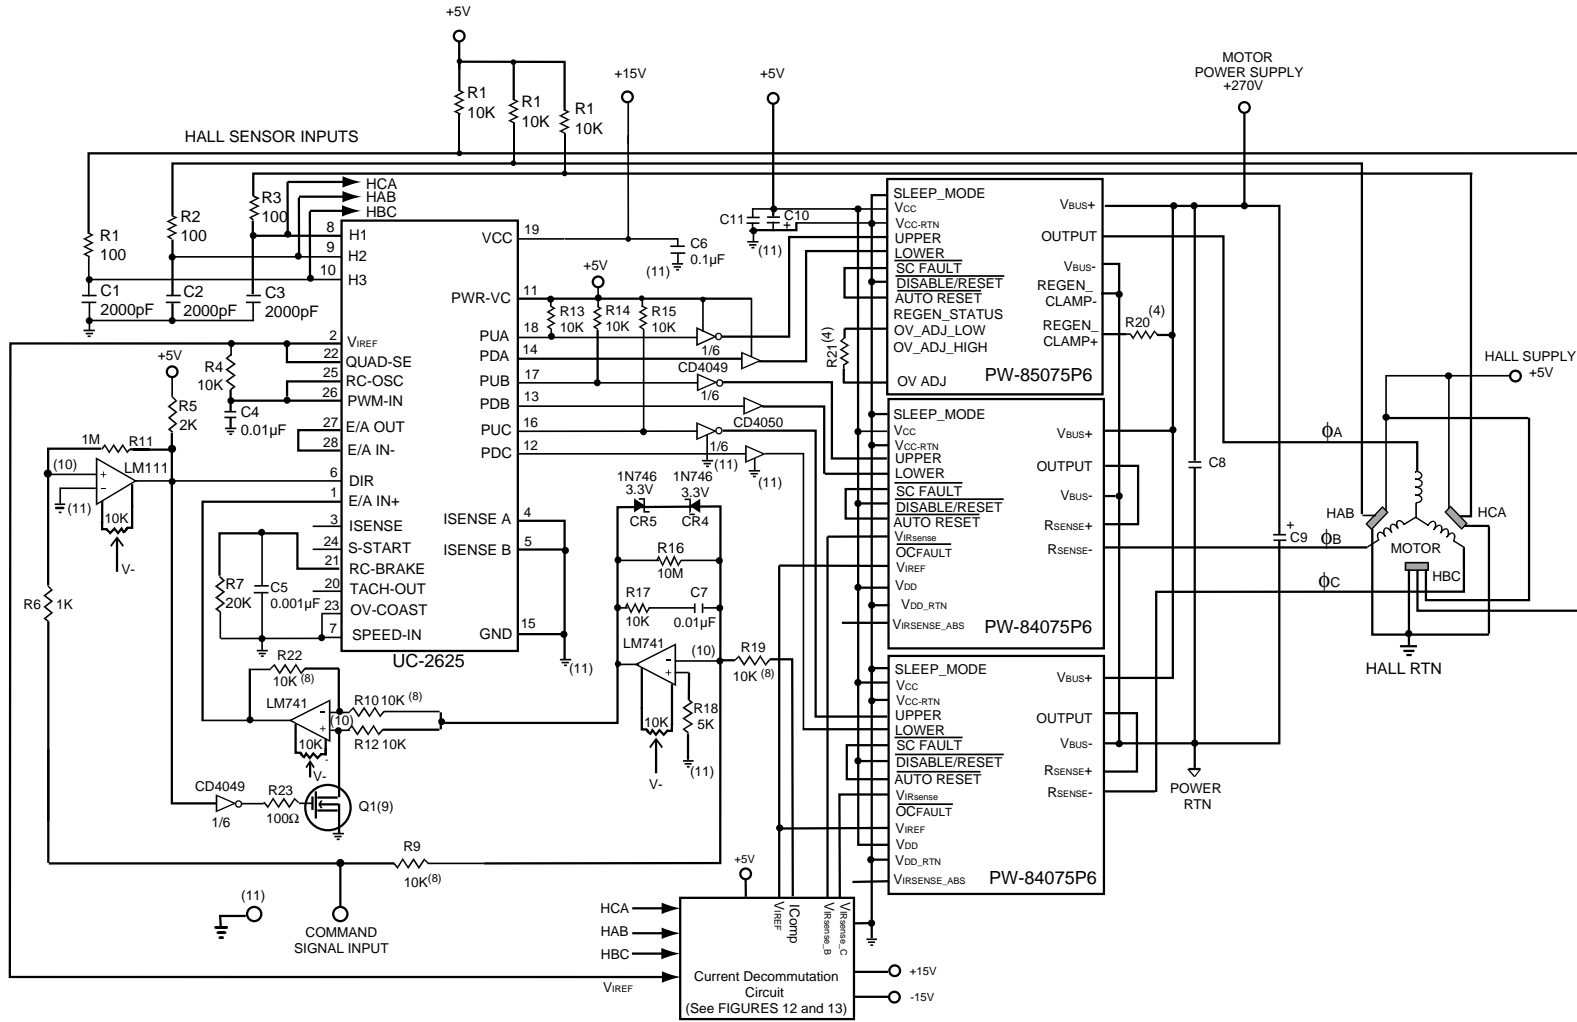 +5V
+15V
+5V
MOTOR
POWER SUPPLY
+270V
R1
10K
R1
10K
R1
10K
HALL SENSOR INPUTS
HCA
HAB
HBC
R3
100
R2
100
R1
100
C1
2000pF
C2
2000pF
C3
2000pF
8
H1
9
H2
10
H3
2
VIREF
22
QUAD-SE
25
RC-OSC
26
PWM-IN
27
E/A OUT
28
E/A IN-
6
DIR
1
E/A IN+
3
ISENSE
24
S-START
21
RC-BRAKE
20
TACH-OUT
23
OV-COAST
7
SPEED-IN
VCC
19
PWR-VC
11
PUA
18
PDA
14
PUB
17
PDB
13
PUC
16
PDC
12
ISENSE A
4
ISENSE B
5
GND
15
UC-2625
+5V
R4
10K
C4
0.01µF
R5
2K
1M
R11
(10)
LM111
+
−
(11)
10K
V-
R6
1K
R7
20K
C5
0.001µF
R22
10K(8)
LM741
-
+
(10)
10K
V-
R10 10K (8)
R12 10K
CD4049
1/6
R23
100Ω
Q1(9)
R9
10K(8)
(11)
COMMAND
SIGNAL INPUT
C6
0.1µF
(11)
+5V
R13
10K
R14
10K
R15
10K
1/6
CD4049
1/6
CD4050
1/6
(11)
(11)
1N746
3.3V
CR5
1N746
3.3V
CR4
R16
10M
R17
10K
C7
0.01µF
LM741
-
+
(10)
10K
V-
R18
5K
(11)
R19
10K(8)
C11
C10
+
(11)
SLEEP_MODE
VCC
VCC-RTN
UPPER
LOWER
SC FAULT
DISABLE/RESET
AUTO RESET
REGEN_STATUS
OV_ADJ_LOW
OV_ADJ_HIGH
OV ADJ
VBUS+
OUTPUT
VBUS-
REGEN_
CLAMP-
REGEN_
CLAMP+
PW-85075P6
R21(4)
R20(4)
SLEEP_MODE
VCC
VCC-RTN
UPPER
LOWER
SC FAULT
DISABLE/RESET
AUTO RESET
VIRsense
OCFAULT
VIREF
VDD
VDD_RTN
VIRSENSE_ABS
VBUS+
OUTPUT
VBUS-
RSENSE+
RSENSE-
PW-84075P6
SLEEP_MODE
VCC
VCC-RTN
UPPER
LOWER
SC FAULT
DISABLE/RESET
AUTO RESET
VIRsense
OCFAULT
VIREF
VDD
VDD_RTN
VIRSENSE_ABS
VBUS+
OUTPUT
VBUS-
RSENSE+
RSENSE-
PW-84075P6
C8
+
C9
POWER
RTN
HALL SUPPLY
+5V
ϕA
ϕB
ϕC
HAB
HCA
MOTOR
HBC
HALL RTN
+5V
HCA
HAB
HBC
VIREF
VIREF
IComp
VIRsense_B
VIRsense_C
Current Decommutation
Circuit
(See FIGURES 12 and 13)
+15V
-15V